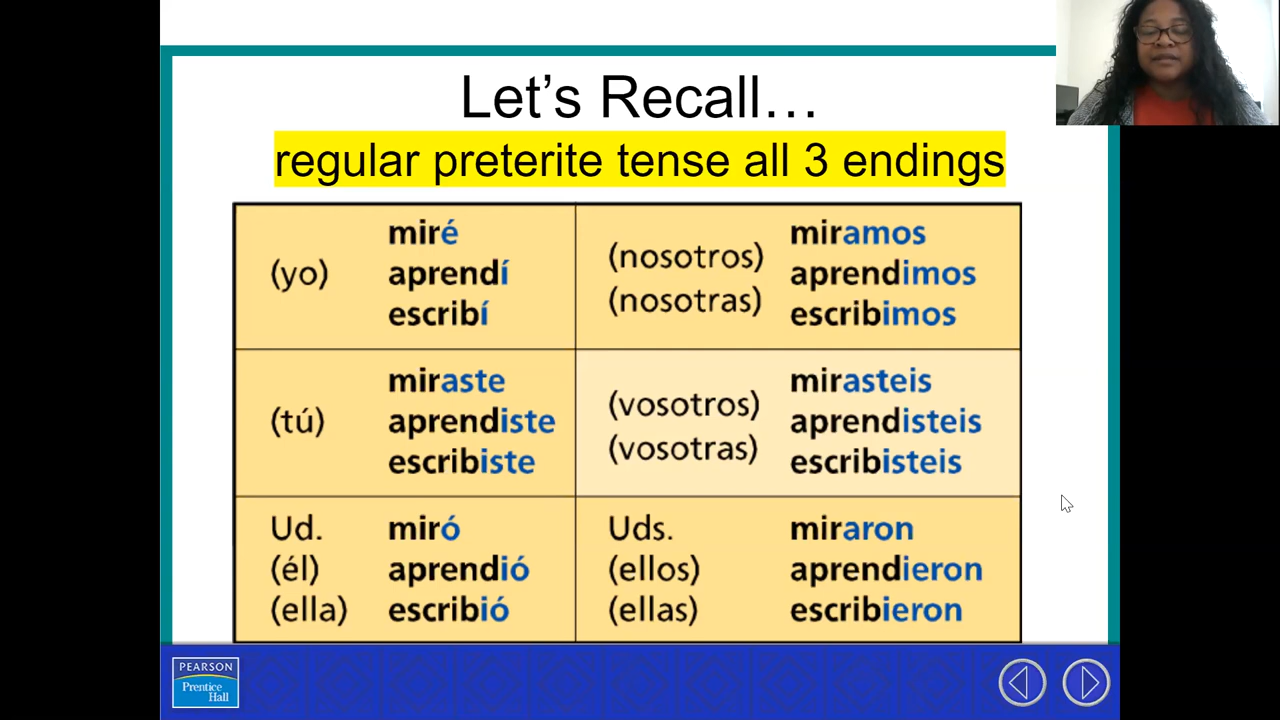 Let's Recall…
regular preterite tense all 3 endings
(yo)
miré
aprendí
escribí
(nosotros)
(nosotras)
miramos
aprendimos
escribimos
(tú)
miraste
aprendiste
escribiste
(vosotros)
(vosotras)
mirasteis
aprendisteis
escribisteis
Ud.
(él)
(ella)
miró
aprendió
escribió
Uds.
(ellos)
(ellas)
miraron
aprendieron
escribieron
PEARSON
Prentice
Hall